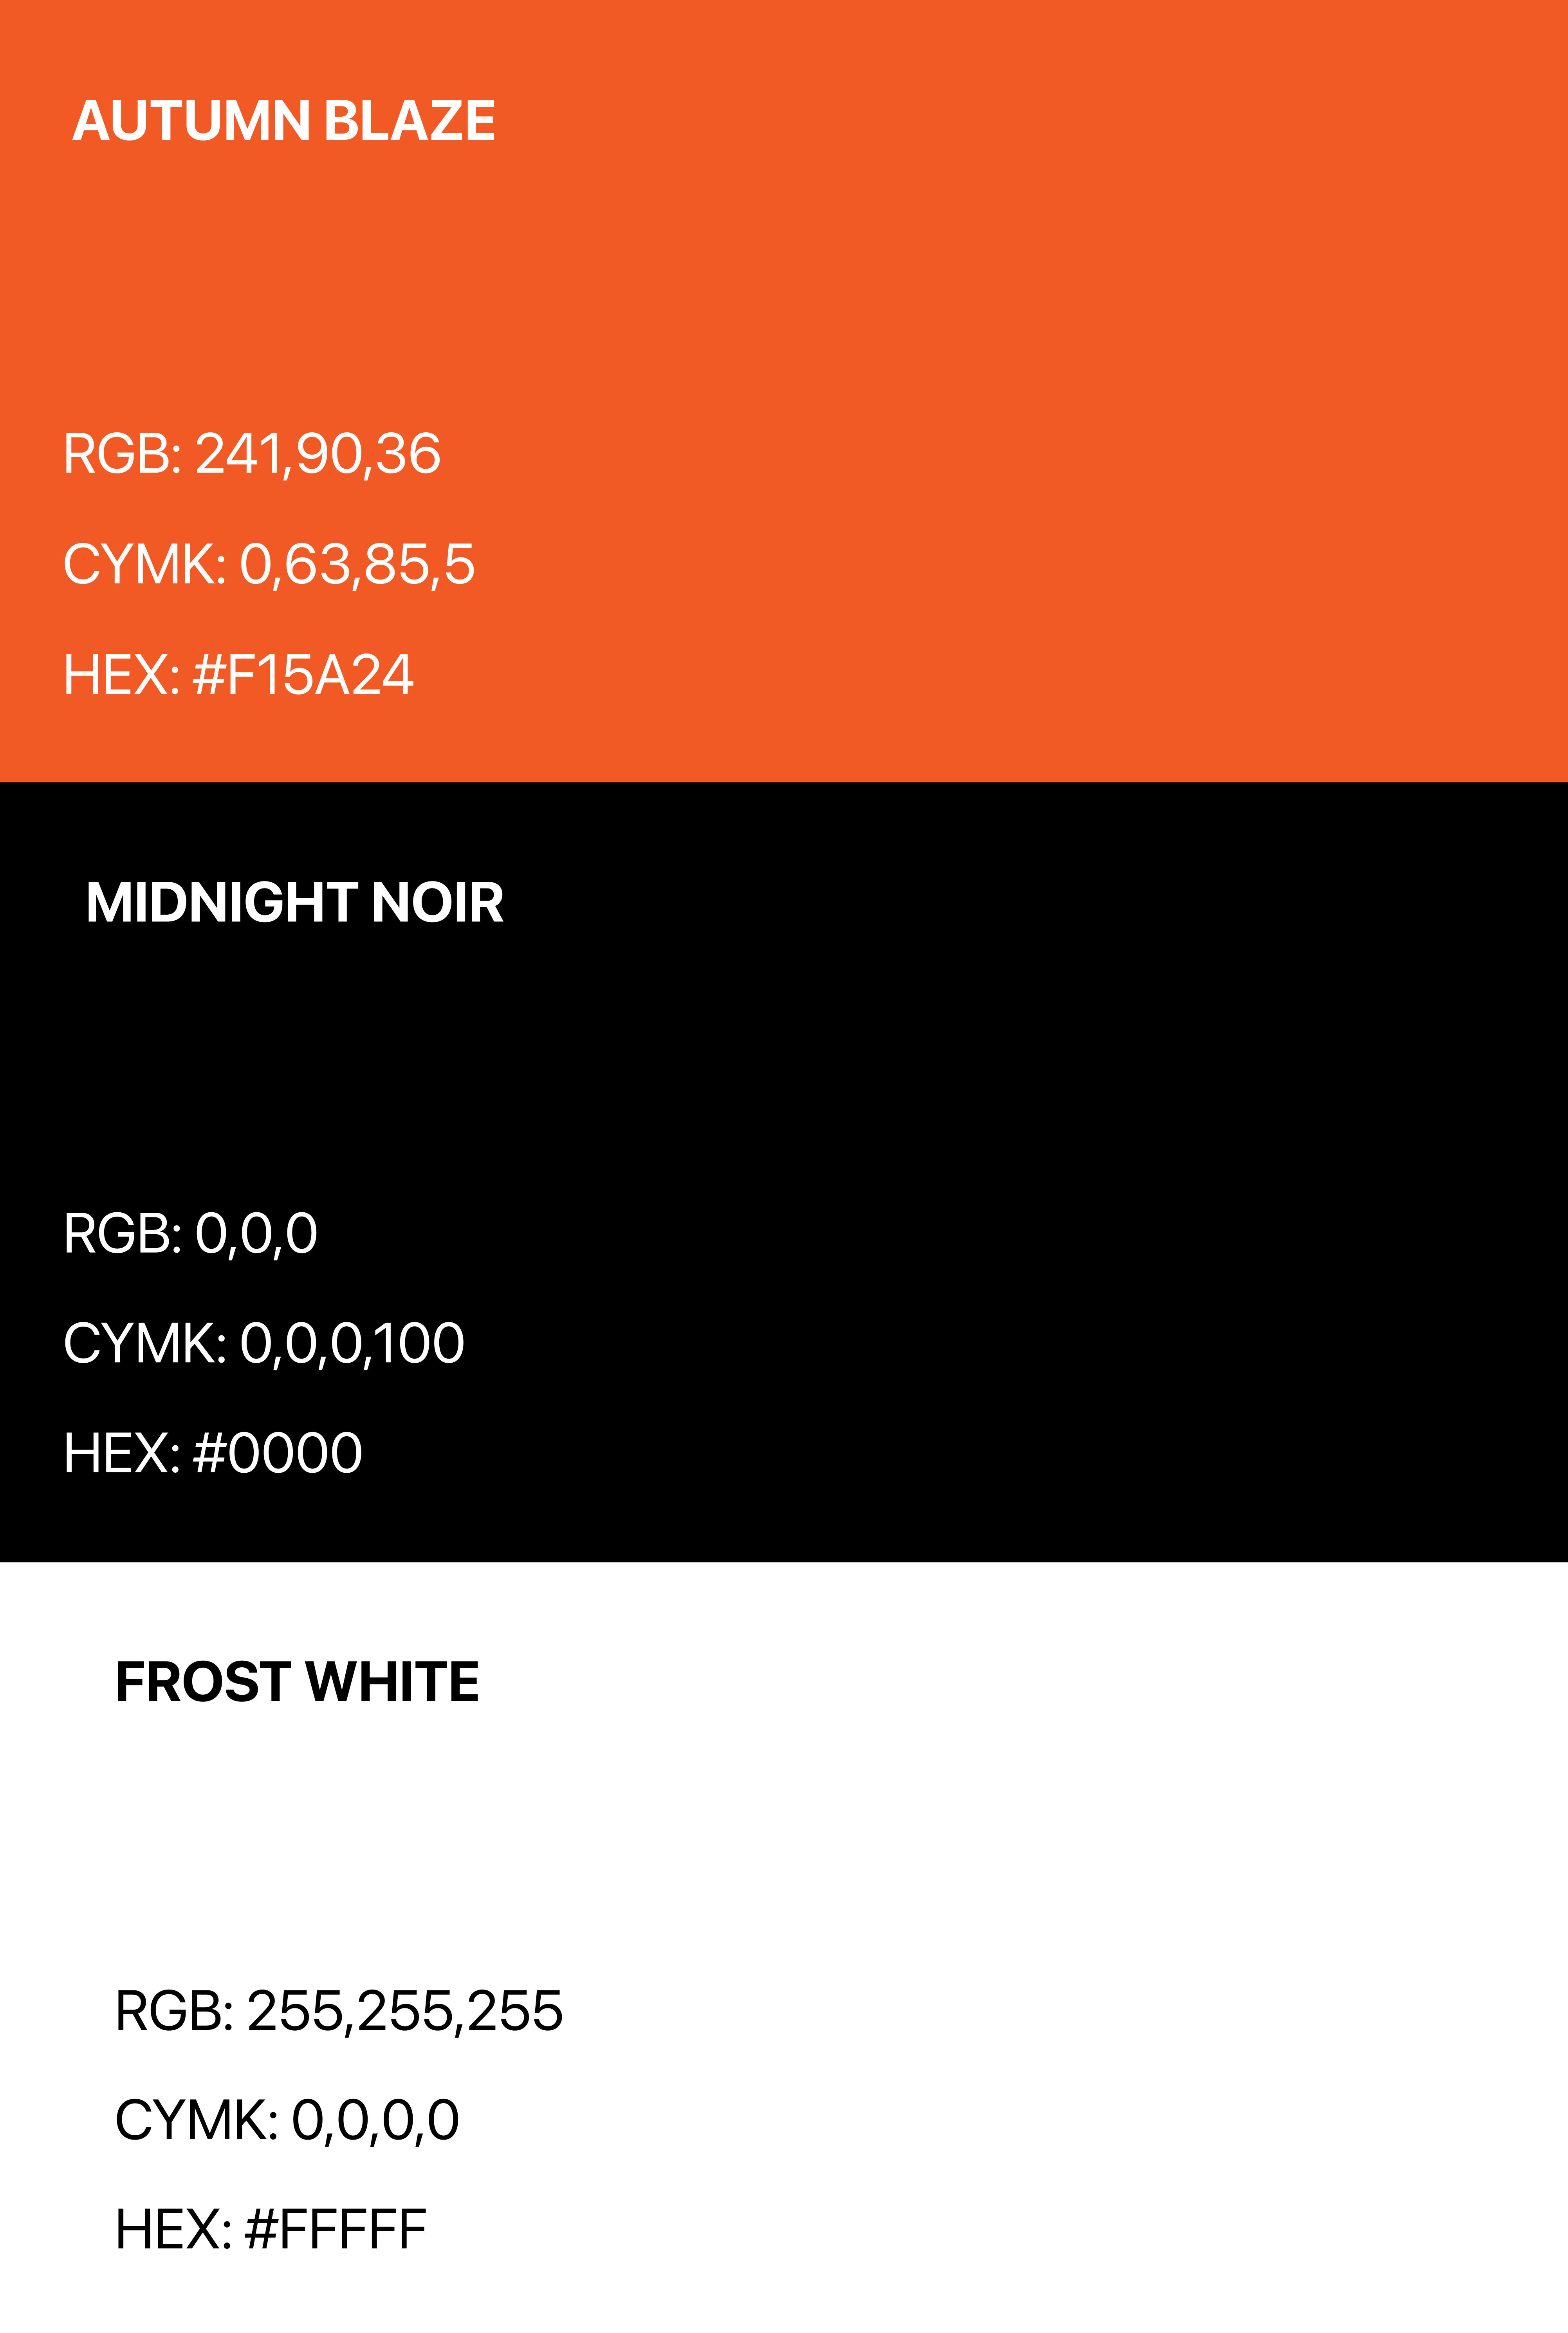 AUTUMN BLAZE
RGB: 241,90,36
CYMK: 0,63,85,5
HEX: #F15A24
MIDNIGHT NOIR
RGB: 0,0,0
CYMK: 0,0,0,100
HEX: #0000
FROST WHITE
RGB: 255,255,255
CYMK: 0,0,0,0
HEX: #FFFFF